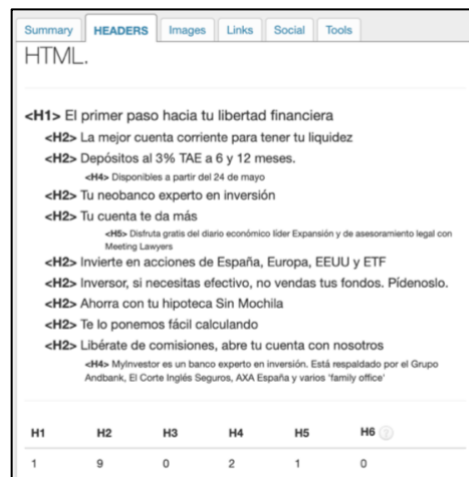 Summary HEADERS Images Links Social Tools
HTML.
<H1> El primer paso hacia tu libertad financiera
<H2> La mejor cuenta corriente para tener tu liquidez
<H2> Depósitos al 3% TAE a 6 y 12 meses.
<H4> Disponibles a partir del 24 de mayo
<H2> Tu neobanco experto en inversión
<H2> Tu cuenta te da más
<H5> Disfruta gratis del diario económico líder Expansión y de asesoramiento legal con
Meeting Lawyers
<H2> Invierte en acciones de España, Europa, EEUU y ETF
<H2> Inversor, si necesitas efectivo, no vendas tus fondos. Pídenoslo.
<H2> Ahorra con tu hipoteca Sin Mochila
<H2> Te lo ponemos fácil calculando
<H2> Libérate de comisiones, abre tu cuenta con nosotros
<H4> MyInvestor es un banco experto en inversión. Está respaldado por el Grupo
Andbank, El Corte Inglés Seguros, AXA España y varios 'family office'
H1 H2 H3 H4 H5 H6 ?
1 9 0 2 1 0